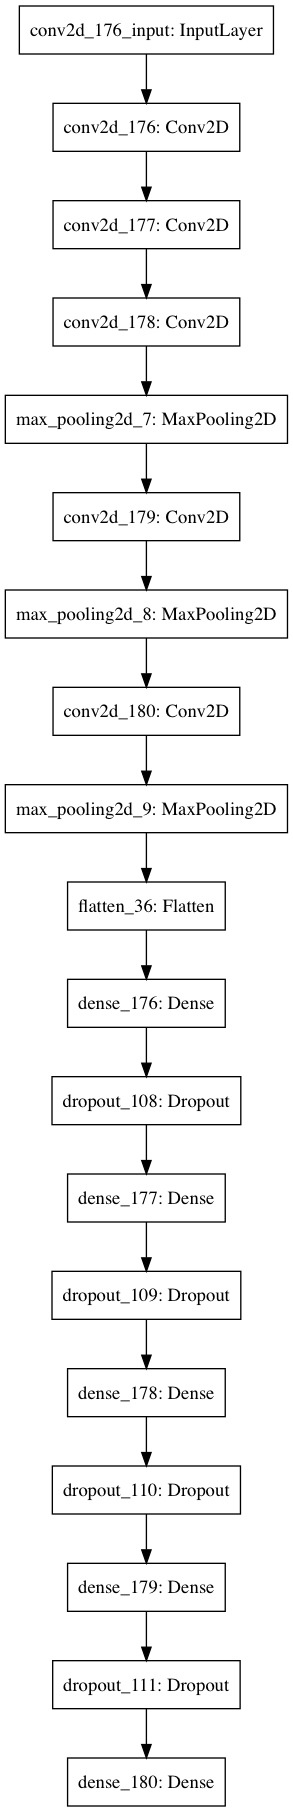 conv2d_176_input: InputLayer
conv2d_176: Conv2D
conv2d_177: Conv2D
conv2d_178: Conv2D
max_pooling2d_7: MaxPooling2D
conv2d_179: Conv2D
max_pooling2d_8: MaxPooling2D
conv2d_180: Conv2D
max_pooling2d_9: MaxPooling2D
flatten_36: Flatten
dense_176: Dense
dropout_108: Dropout
dense_177: Dense
dropout_109: Dropout
dense_178: Dense
dropout_110: Dropout
dense_179: Dense
dropout_111: Dropout
dense_180: Dense